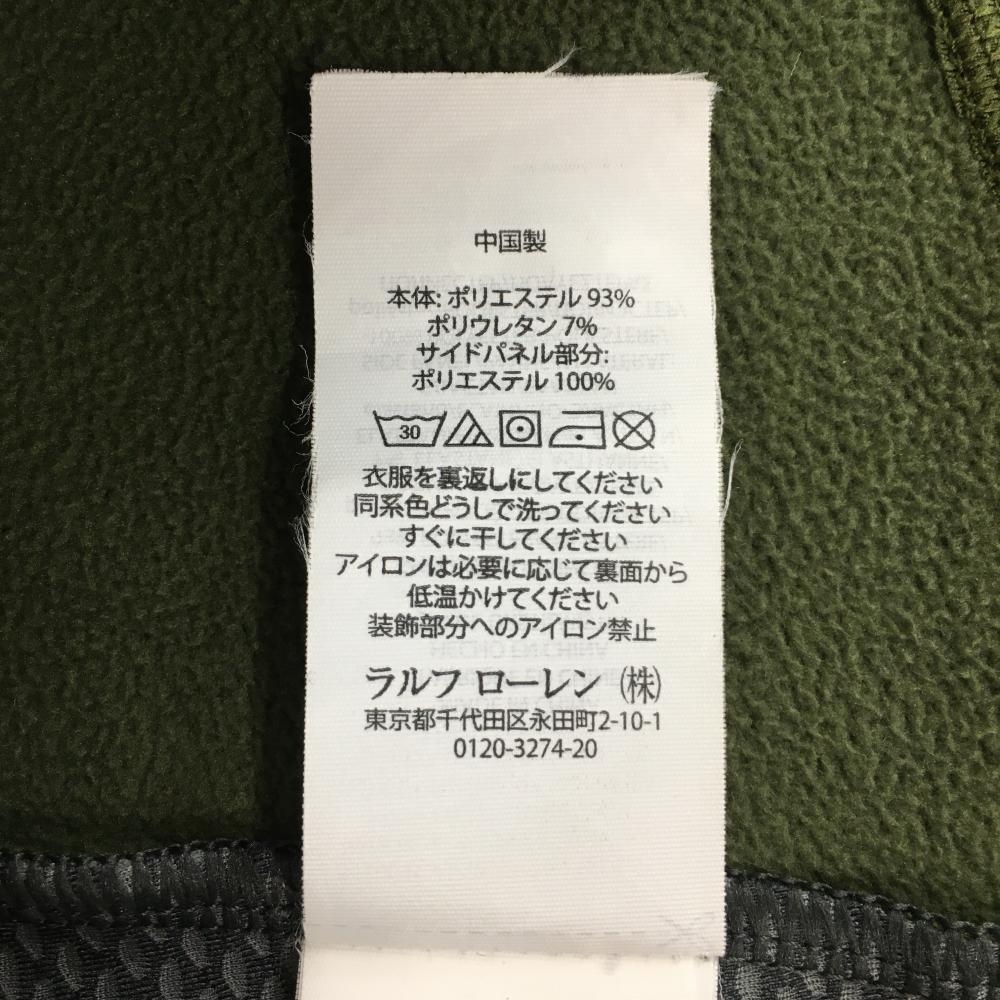 中国製
本体: ポリエステル 93%
ポリウレタン 7%
サイドパネル部分:
ポリエステル 100%
30
衣服を裏返しにしてください
同系色どうしで洗ってください
すぐに干してください
アイロンは必要に応じて裏面から
低温かけてください
装飾部分へのアイロン禁止
ラルフ ローレン (株)
東京都千代田区永田町2-10-1
0120-3274-20